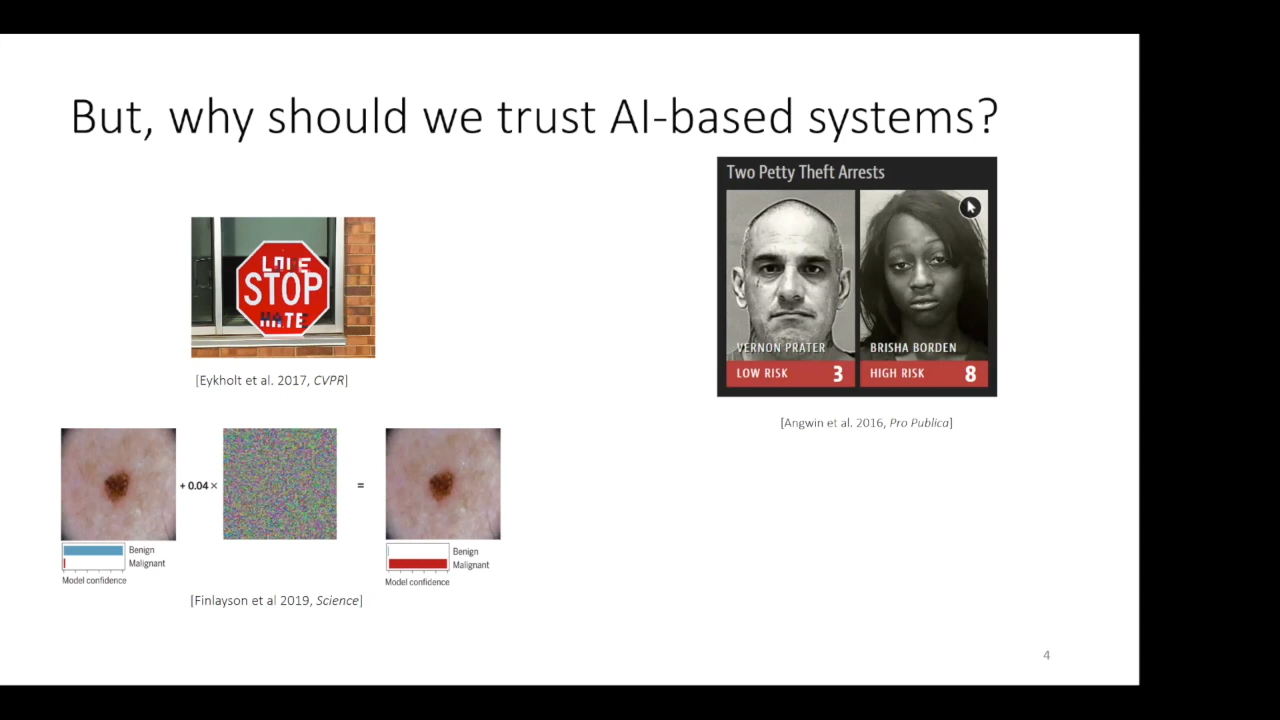 But, why should we trust AI-based systems?
Two Petty Theft Arrests
VERNON PRATER
BRISHA BORDEN
LOW RISK 3
HIGH RISK 8
[Angwin et al. 2016, Pro Publica]
STOP
[Eykholt et al. 2017, CVPR]
+ 0.04 ×
=
Benign
Malignant
Model confidence
Benign
Malignant
Model confidence
[Finlayson et al 2019, Science]
4